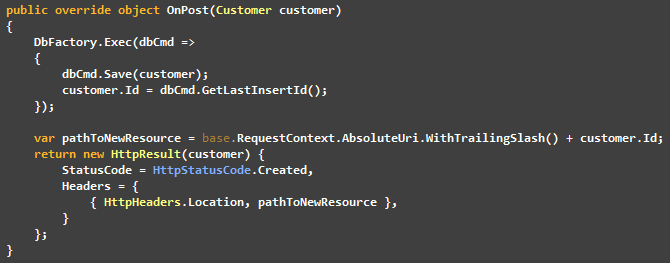 public override object OnPost(Customer customer)
{
    DbFactory.Exec(dbCmd =>
    {
        dbCmd.Save(customer);
        customer.Id = dbCmd.GetLastInsertId();
    });

    var pathToNewResource = base.RequestContext.AbsoluteUri.WithTrailingSlash() + customer.Id;
    return new HttpResult(customer) {
        StatusCode = HttpStatusCode.Created,
        Headers = {
            { HttpHeaders.Location, pathToNewResource },
        }
    };
}